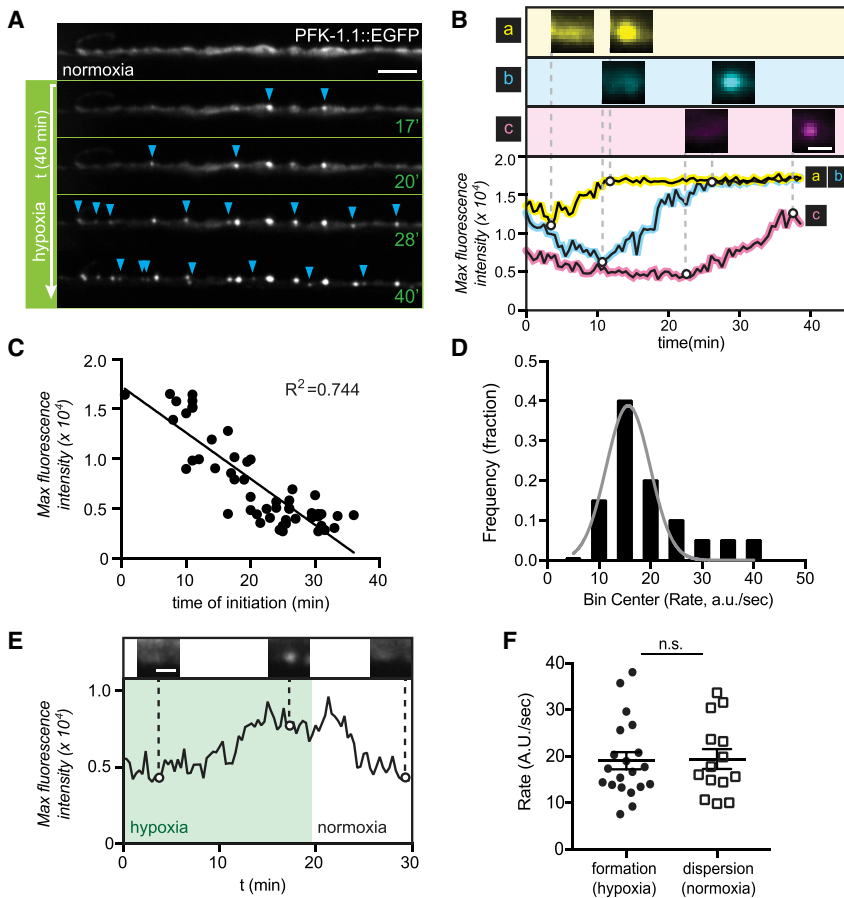 A
PFK-1.1::EGFP
normoxia
t (40 min)
hypoxia
17'
20'
28'
40'
B
a
b
c
2.0
1.5
1.0
0.5
0
Max fluorescence
intensity (x 10⁴)
a b
c
0 10 20 30 40
time(min)
C
2.0
1.5
1.0
0.5
0
Max fluorescence
intensity (x 10⁴)
R²=0.744
0 10 20 30 40
time of initiation (min)
D
0.5
0.4
0.3
0.2
0.1
0.0
Frequency (fraction)
0 10 20 30 40 50
Bin Center (Rate, a.u./sec)
E
1.0
0.5
0
Max fluorescence
intensity (x 10⁴)
hypoxia
normoxia
0 10 20 30
t (min)
F
n.s.
40
30
20
10
0
Rate (A.U./sec)
formation
(hypoxia)
dispersion
(normoxia)